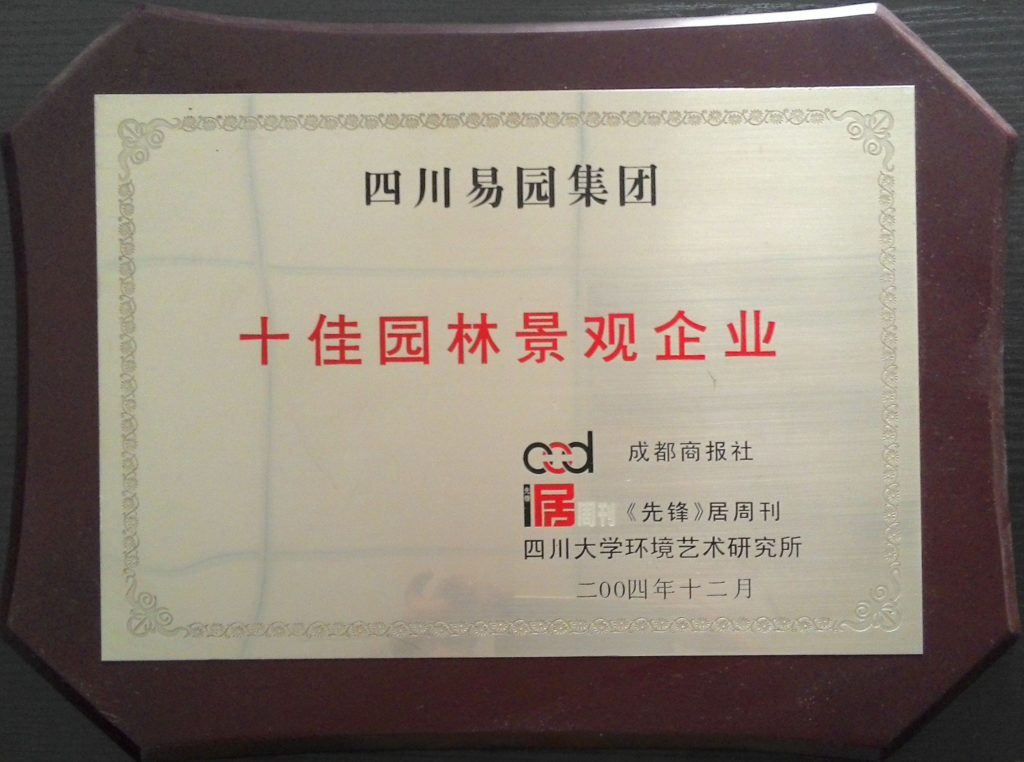 四川易园集团
十佳园林景观企业
ccd 成都商报社
先锋 居周刊 《先锋》居周刊
四川大学环境艺术研究所
二00四年十二月